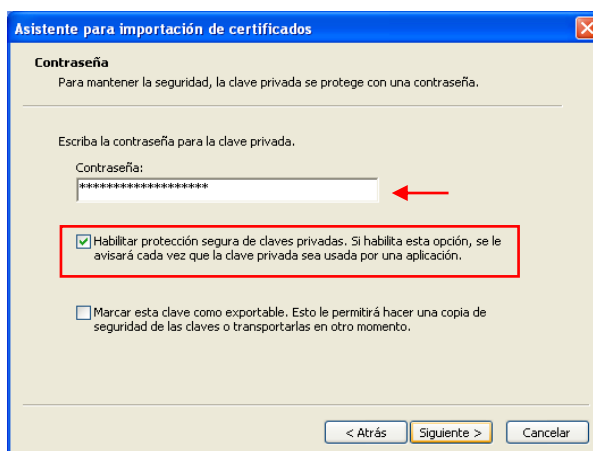 Asistente para importación de certificados
Contraseña
Para mantener la seguridad, la clave privada se protege con una contraseña.
Escriba la contraseña para la clave privada.
Contraseña:
*******************
Habilitar protección segura de claves privadas. Si habilita esta opción, se le
avisará cada vez que la clave privada sea usada por una aplicación.
Marcar esta clave como exportable. Esto le permitirá hacer una copia de
seguridad de las claves o transportarlas en otro momento.
< Atrás
Siguiente >
Cancelar